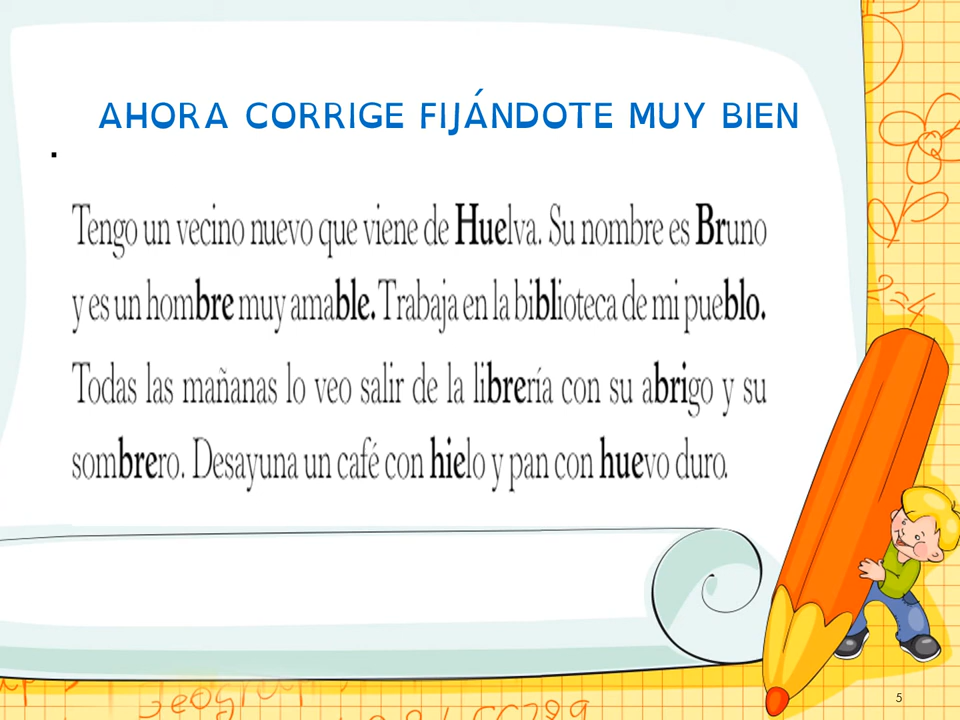 AHORA CORRIGE FIJÁNDOTE MUY BIEN
.
Tengo un vecino nuevo que viene de Huelva. Su nombre es Bruno
y es un hombre muy amable. Trabaja en la biblioteca de mi pueblo.
Todas las mañanas lo veo salir de la librería con su abrigo y su
sombrero. Desayuna un café con hielo y pan con huevo duro.
2=4
5